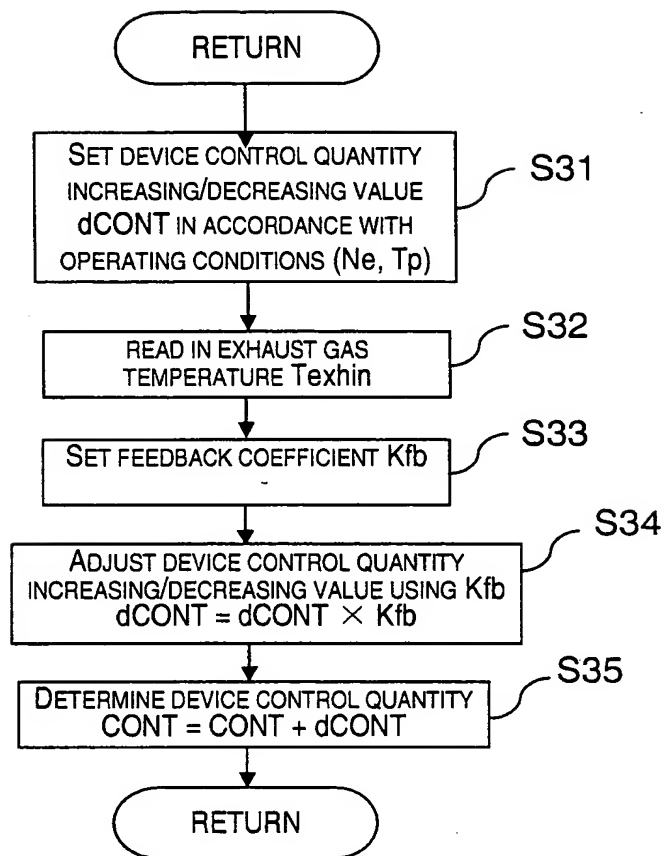 RETURN
SET DEVICE CONTROL QUANTITY
INCREASING/DECREASING VALUE
dCONT IN ACCORDANCE WITH
OPERATING CONDITIONS (Ne, Tp)
S31
READ IN EXHAUST GAS
TEMPERATURE Texhin
S32
SET FEEDBACK COEFFICIENT Kfb
S33
ADJUST DEVICE CONTROL QUANTITY
INCREASING/DECREASING VALUE USING Kfb
dCONT = dCONT × Kfb
S34
DETERMINE DEVICE CONTROL QUANTITY
CONT = CONT + dCONT
S35
RETURN